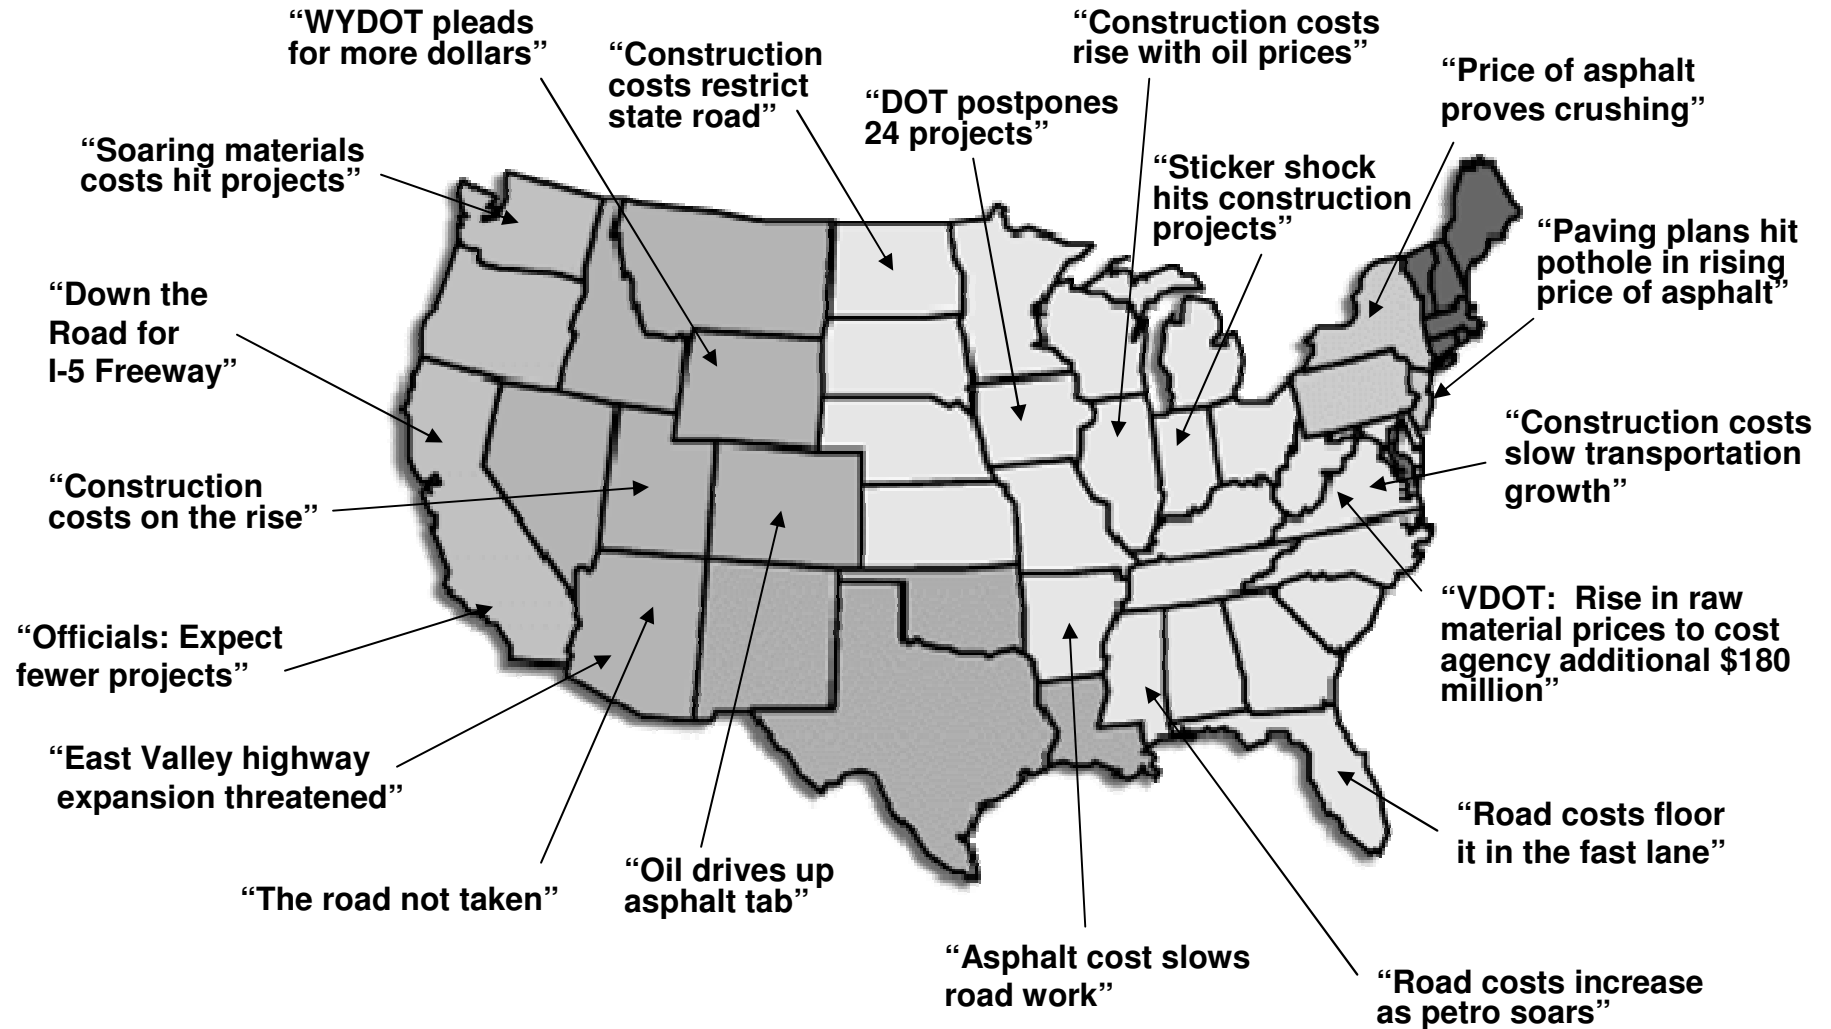 “WYDOT pleads
for more dollars”
“Construction
costs restrict
state road”
“DOT postpones
24 projects”
“Construction costs
rise with oil prices”
“Price of asphalt
proves crushing”
“Soaring materials
costs hit projects”
“Sticker shock
hits construction
projects”
“Paving plans hit
pothole in rising
price of asphalt”
“Down the
Road for
I-5 Freeway”
“Construction costs
slow transportation
growth”
“Construction
costs on the rise”
“VDOT:  Rise in raw
material prices to cost
agency additional $180
million”
“Officials: Expect
fewer projects”
“East Valley highway
expansion threatened”
“Road costs floor
it in the fast lane”
“The road not taken”
“Oil drives up
asphalt tab”
“Asphalt cost slows
road work”
“Road costs increase
as petro soars”